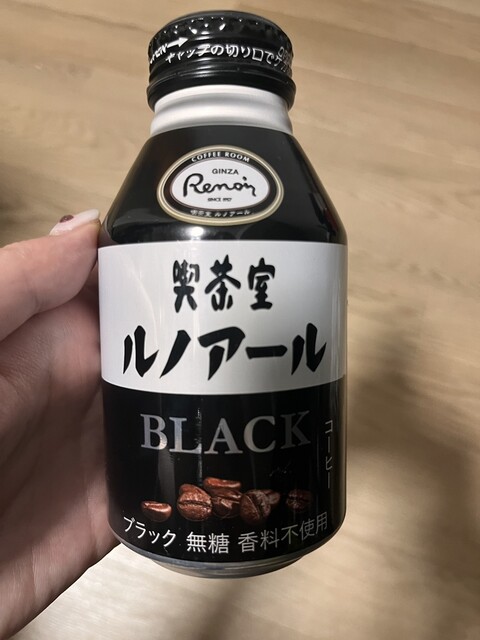 キャップの切り口で
COFFEE ROOM
GINZA
Renoir
SINCE 1957
喫茶室 ルノアール
喫茶室
ルノアール
BLACK
コーヒー
ブラック 無糖 香料不使用